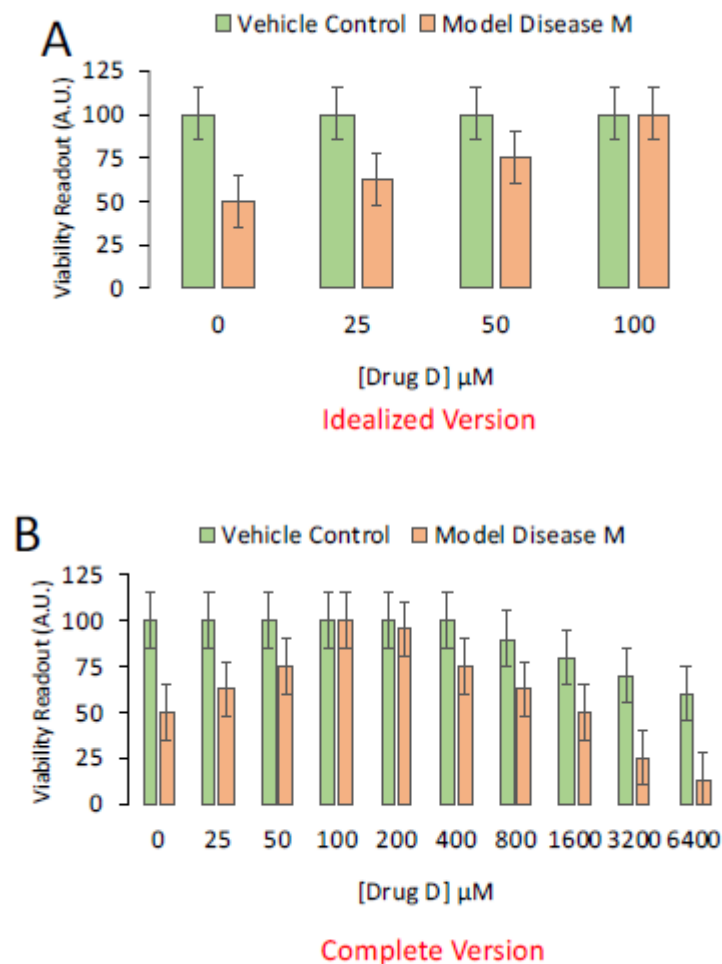 A
Vehicle Control Model Disease M
Viability Readout (A.U.)
125
100
75
50
25
0
0 25 50 100
[Drug D] µM
Idealized Version
B
Vehicle Control Model Disease M
Viability Readout (A.U.)
125
100
75
50
25
0
0 25 50 100 200 400 800 1600 3200 6400
[Drug D] µM
Complete Version